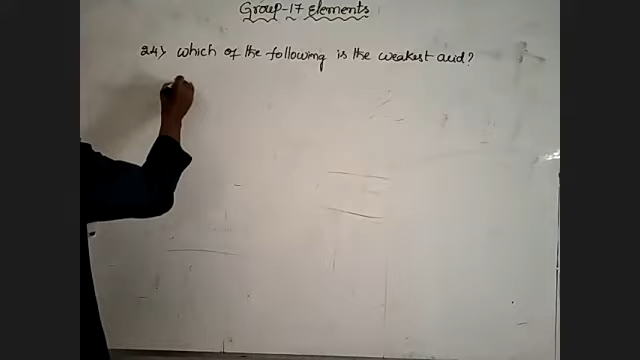 Group-17 Elements
24) which of the following is the weakest acid?